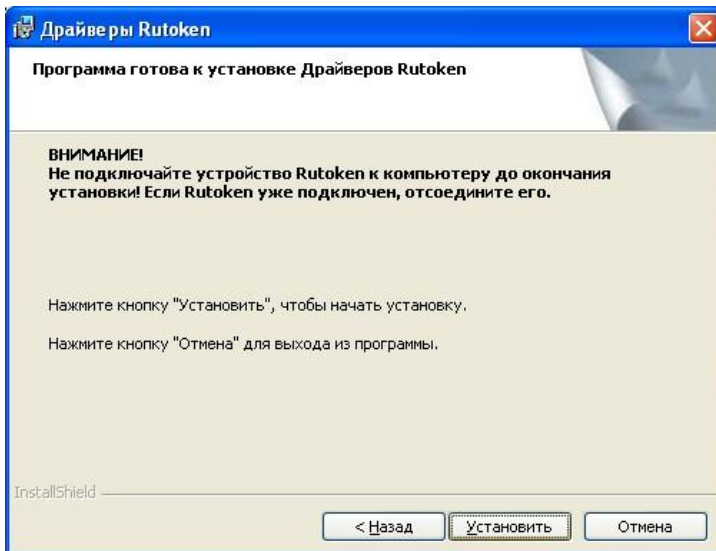 Драйверы Rutoken
Программа готова к установке Драйверов Rutoken
ВНИМАНИЕ!
Не подключайте устройство Rutoken к компьютеру до окончания
установки! Если Rutoken уже подключен, отсоедините его.
Нажмите кнопку "Установить", чтобы начать установку.
Нажмите кнопку "Отмена" для выхода из программы.
InstallShield
< Назад
Установить
Отмена